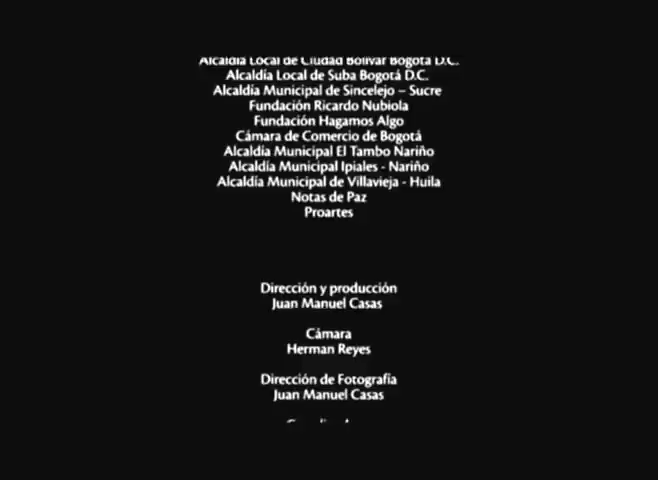 Alcaldía Local de Ciudad Bolívar Bogotá D.C.
Alcaldía Local de Suba Bogotá D.C.
Alcaldía Municipal de Sincelejo – Sucre
Fundación Ricardo Nubiola
Fundación Hagamos Algo
Cámara de Comercio de Bogotá
Alcaldía Municipal El Tambo Nariño
Alcaldía Municipal Ipiales - Nariño
Alcaldía Municipal de Villavieja - Huila
Notas de Paz
Proartes
Dirección y producción
Juan Manuel Casas
Cámara
Herman Reyes
Dirección de Fotografía
Juan Manuel Casas